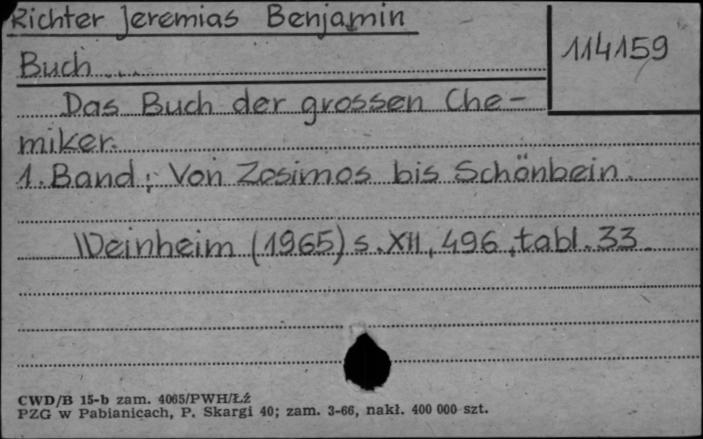 Richter Jeremias Benjamin
114159
Buch ...
Das Buch der grossen Che-
miker.
1. Band: Von Zosimos bis Schönbein.
Weinheim (1965) s. XII, 496, tabl. 33.
CWD/B 15-b zam. 4065/PWH/Łź
PZG w Pabianicach, P. Skargi 40; zam. 3-66, nakł. 400 000 szt.